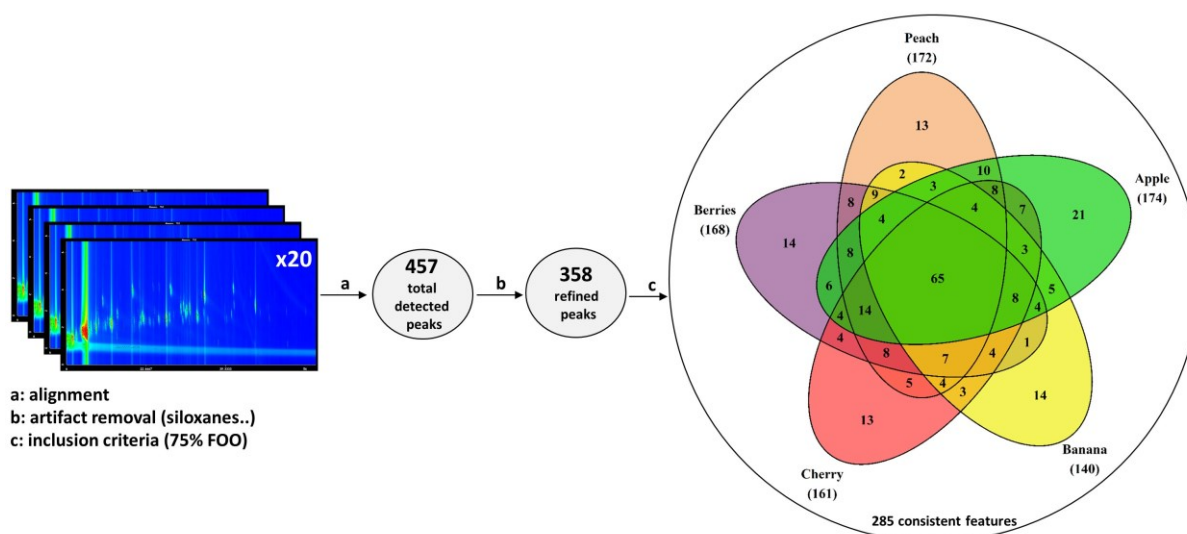 x20
a
457
total
detected
peaks
b
358
refined
peaks
c
a: alignment
b: artifact removal (siloxanes..)
c: inclusion criteria (75% FOO)
Peach
(172)
Apple
(174)
Berries
(168)
Cherry
(161)
Banana
(140)
13
2
10
9
3
8
8
4
7
21
4
14
3
8
65
6
8
5
14
4
4
4
1
8
7
4
5
4
3
14
13
285 consistent features